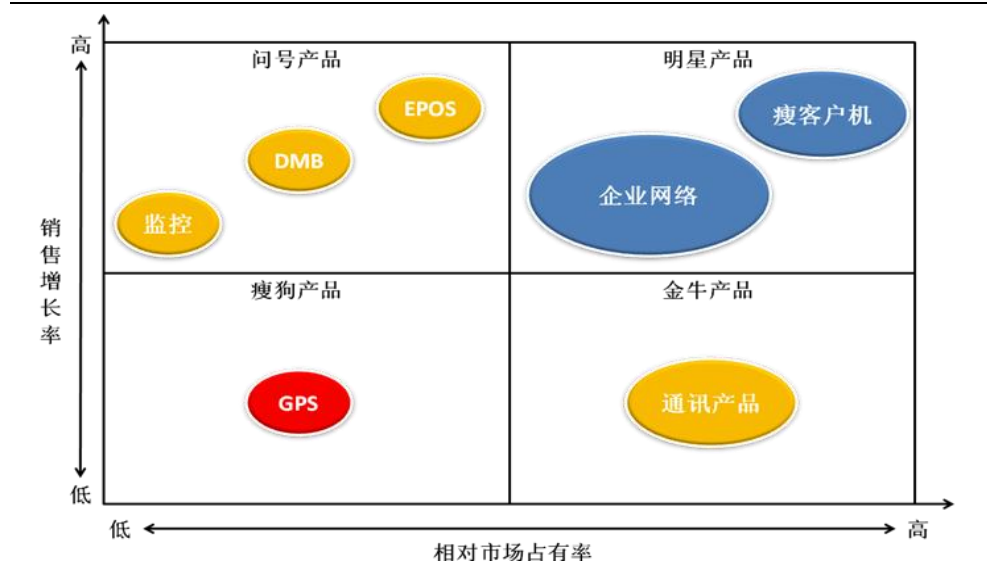 高
问号产品
明星产品
EPOS
瘦客户机
DMB
企业网络
监控
销售增长率
瘦狗产品
金牛产品
GPS
通讯产品
低
低
高
相对市场占有率